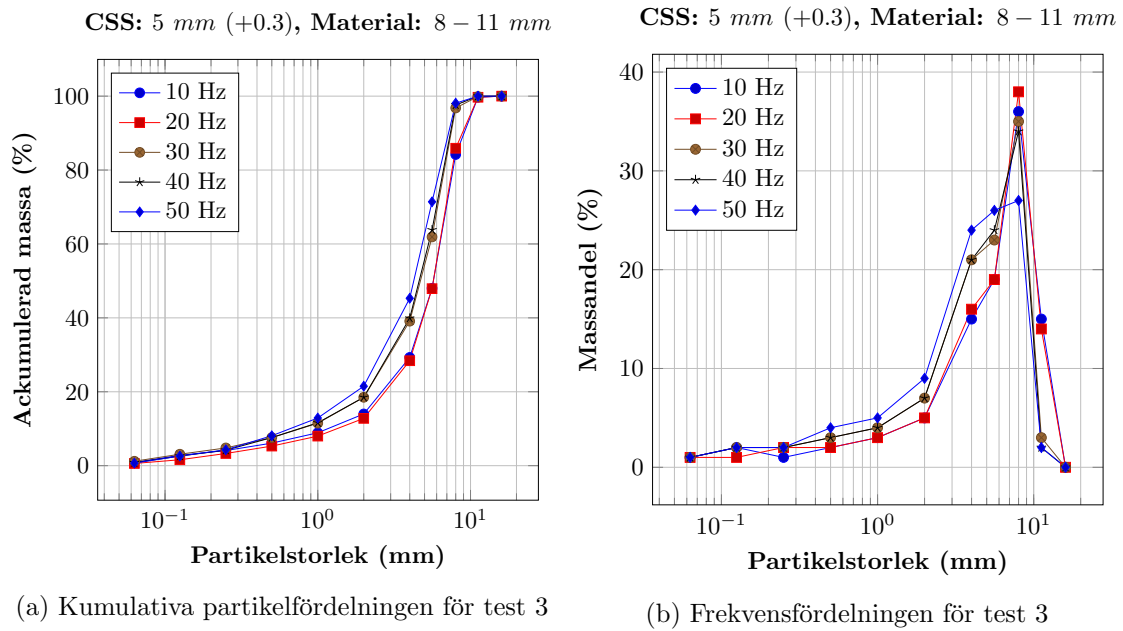 CSS: 5 mm (+0.3), Material: 8 – 11 mm
Ackumulerad massa (%)
100
80
60
40
20
0
10 Hz
20 Hz
30 Hz
40 Hz
50 Hz
10⁻¹ 10⁰ 10¹
Partikelstorlek (mm)
(a) Kumulativa partikelfördelningen för test 3
CSS: 5 mm (+0.3), Material: 8 – 11 mm
Massandel (%)
40
30
20
10
0
10 Hz
20 Hz
30 Hz
40 Hz
50 Hz
10⁻¹ 10⁰ 10¹
Partikelstorlek (mm)
(b) Frekvensfördelningen för test 3